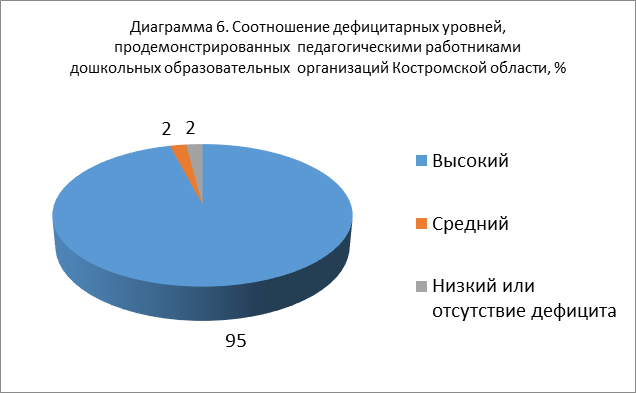 Диаграмма 6. Соотношение дефицитарных уровней,
продемонстрированных педагогическими работниками
дошкольных образовательных организаций Костромской области, %
2 2
Высокий
Средний
Низкий или
отсутствие дефицита
95